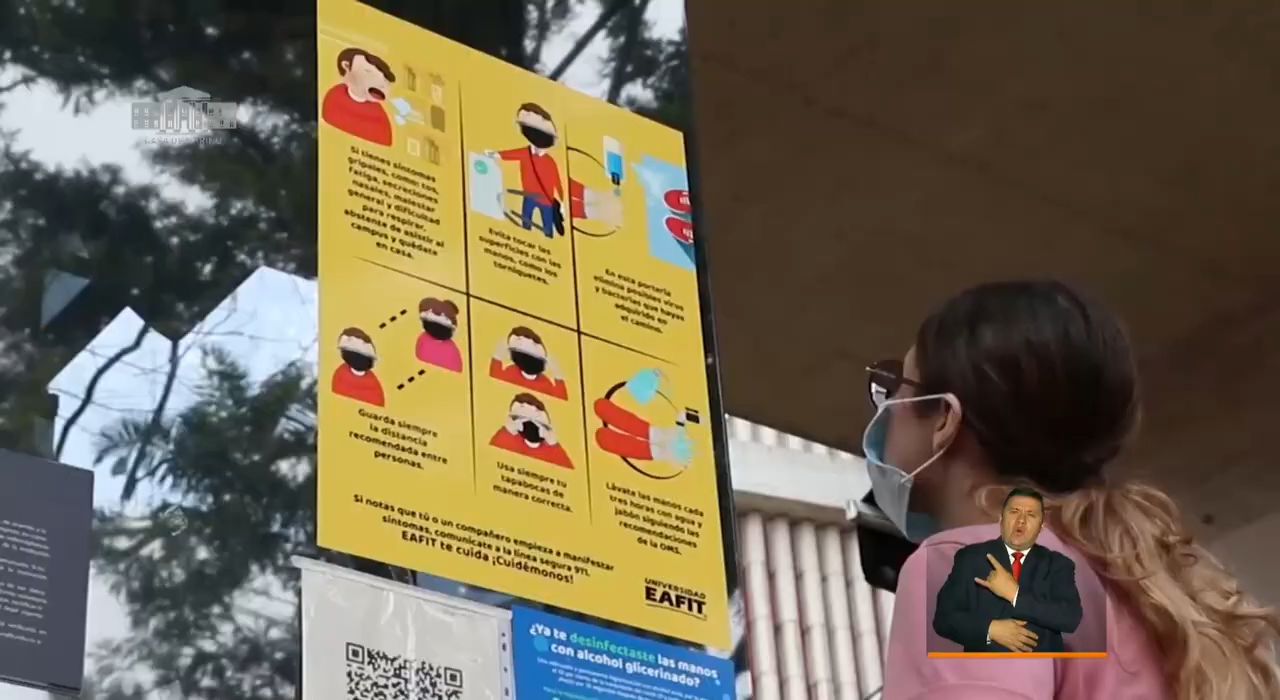 CASA DE NARIÑO
Si tienes síntomas
gripales, como: tos,
fatiga, secreciones
nasales, malestar
general y dificultad
para respirar,
abstente de asistir al
campus y quédate
en casa.
Evita tocar las
superficies con las
manos, como los
torniquetes.
En esta portería
elimina posibles virus
y bacterias que hayas
adquirido en
el camino.
Guarda siempre
la distancia
recomendada entre
personas.
Usa siempre tu
tapabocas de
manera correcta.
Lávate las manos cada
tres horas con agua y
jabón siguiendo las
recomendaciones
de la OMS.
Si notas que tú o un compañero empieza a manifestar
síntomas, comunícate a la línea segura 911.
EAFIT te cuida ¡Cuidémonos!
UNIVERSIDAD
EAFIT
¿Ya te desinfectaste las manos
con alcohol glicerinado?